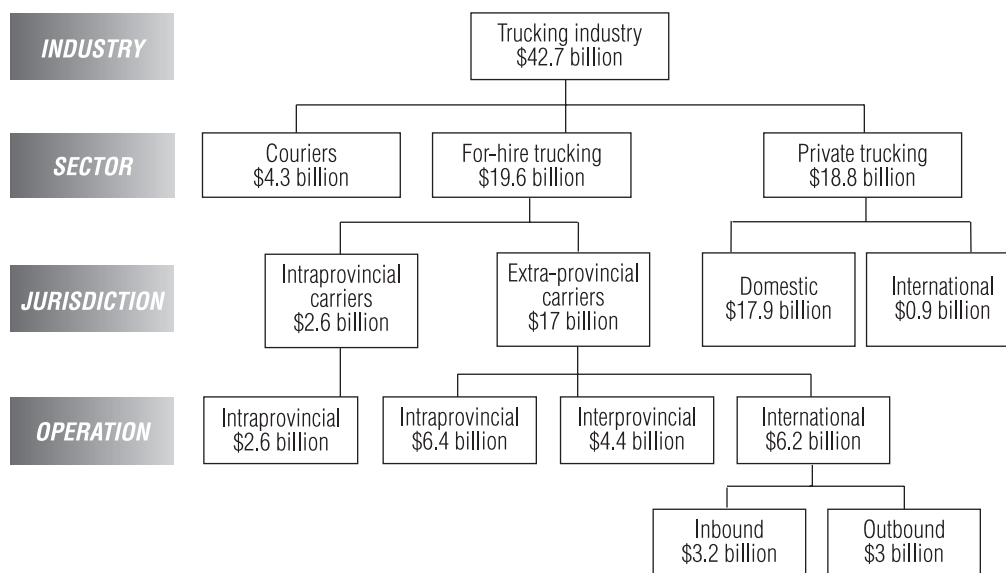 INDUSTRY
Trucking industry
$42.7 billion
SECTOR
Couriers
$4.3 billion
For-hire trucking
$19.6 billion
Private trucking
$18.8 billion
JURISDICTION
Intraprovincial
carriers
$2.6 billion
Extra-provincial
carriers
$17 billion
Domestic
$17.9 billion
International
$0.9 billion
OPERATION
Intraprovincial
$2.6 billion
Intraprovincial
$6.4 billion
Interprovincial
$4.4 billion
International
$6.2 billion
Inbound
$3.2 billion
Outbound
$3 billion